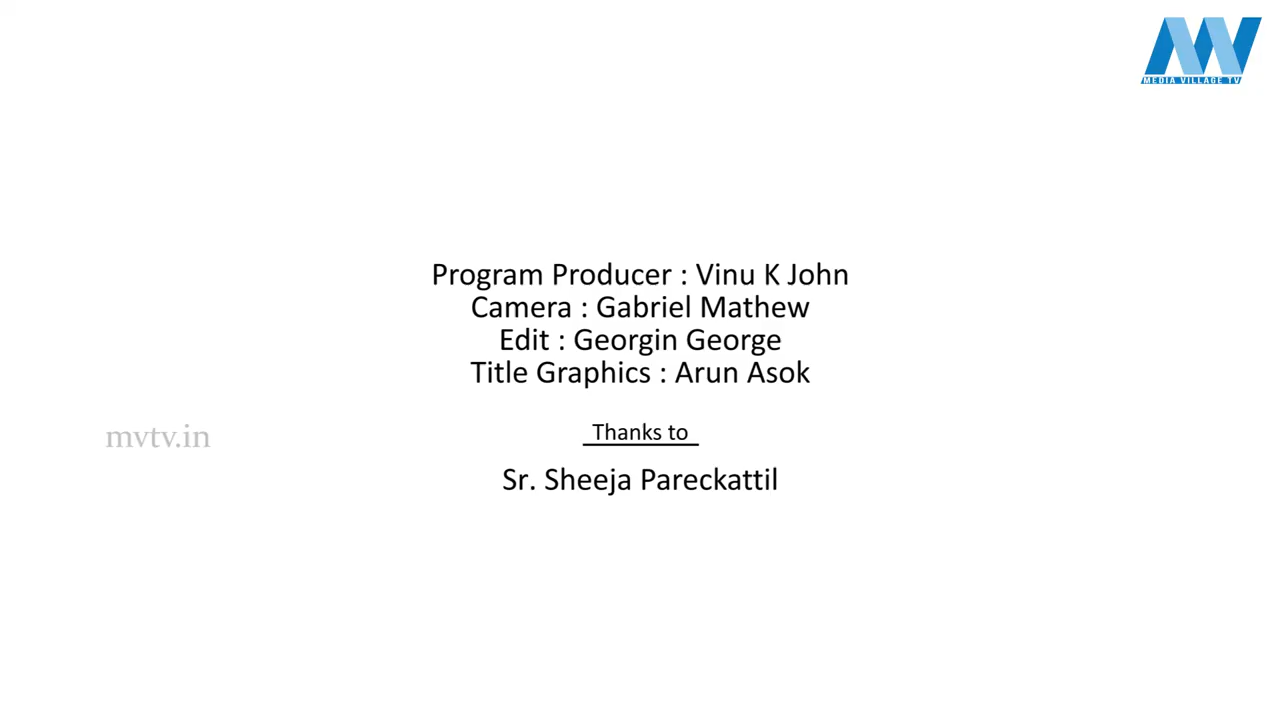 MEDIA VILLAGE TV
Program Producer : Vinu K John
Camera : Gabriel Mathew
Edit : Georgin George
Title Graphics : Arun Asok
Thanks to
mvtv.in
Sr. Sheeja Pareckattil